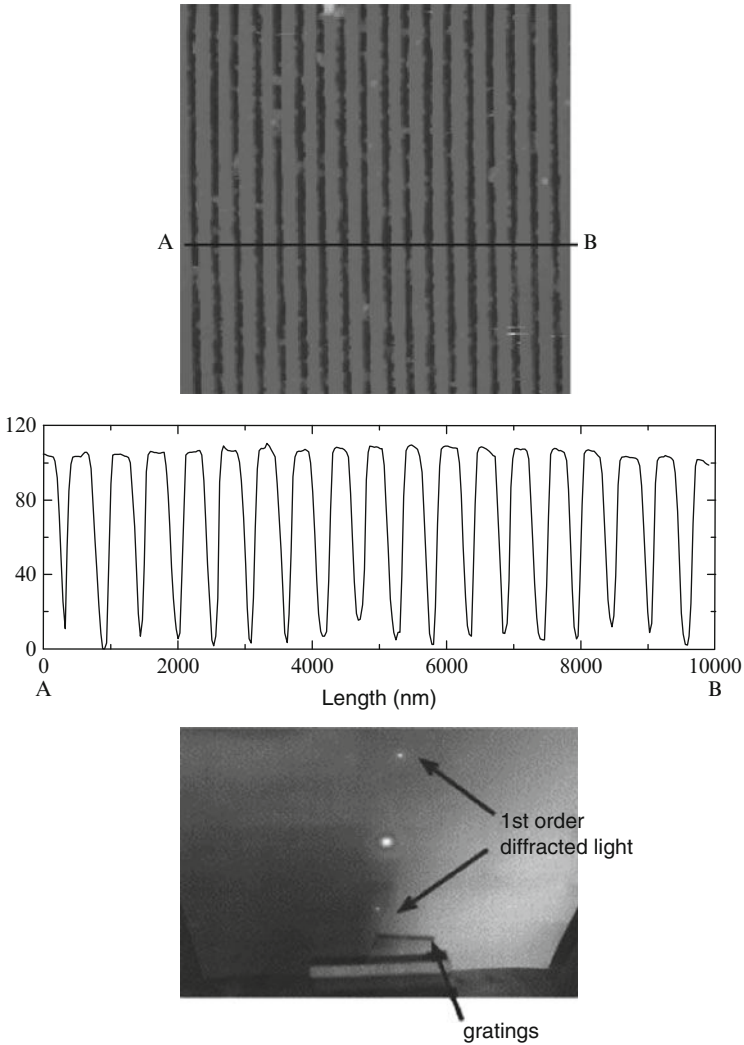 A
B
120
80
40
0
0
2000
4000
6000
8000
10000
A
B
Length (nm)
1st order
diffracted light
gratings